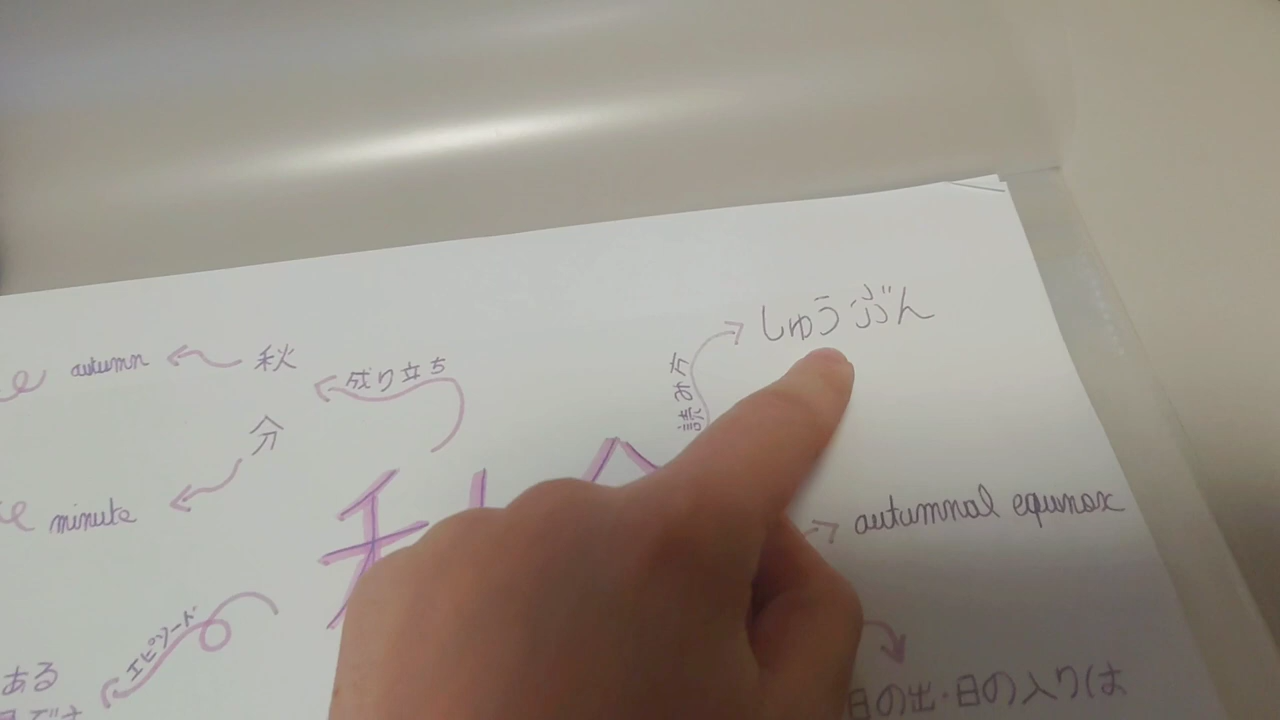 しゅうぶん
読み方
autumn
秋
成り立ち
分
minute
autumnal equinox
エピソード
ある
日の出・日の入りは